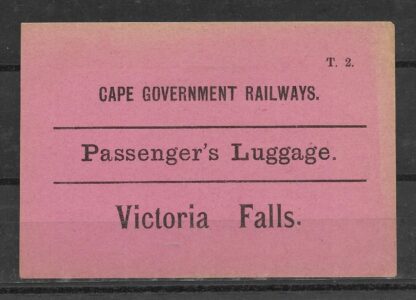 T. 2.
CAPE GOVERNMENT RAILWAYS.
Passenger's Luggage.
Victoria Falls.